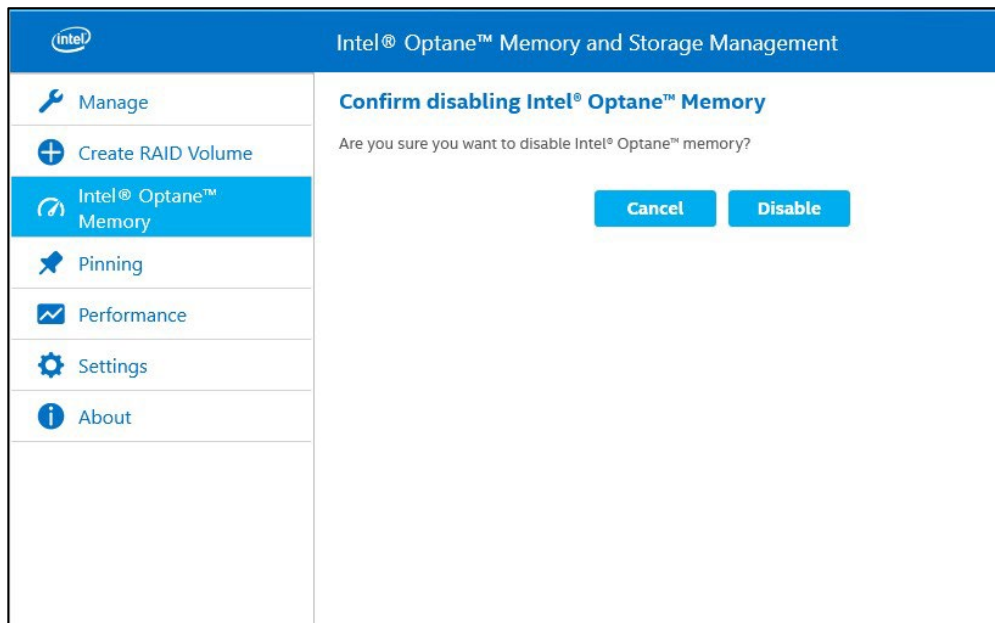 intel
Intel® Optane™ Memory and Storage Management
Manage
Create RAID Volume
Intel® Optane™
Memory
Pinning
Performance
Settings
About
Confirm disabling Intel® Optane™ Memory
Are you sure you want to disable Intel® Optane™ memory?
Cancel
Disable